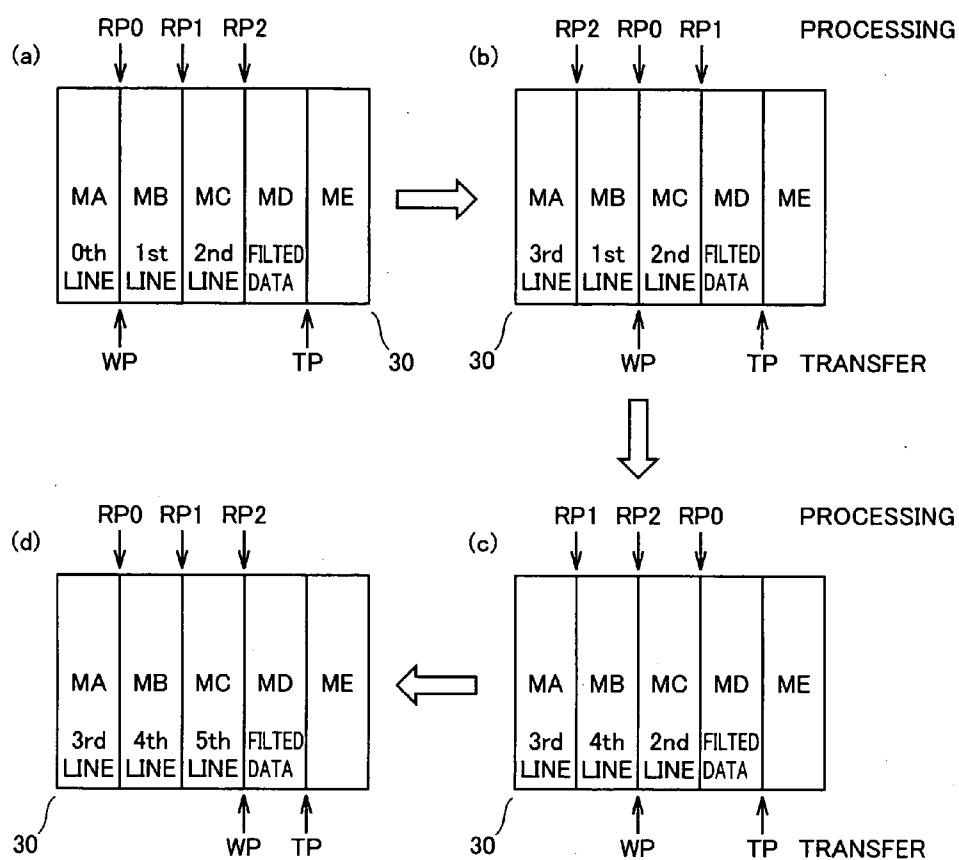 RP0 RP1 RP2
RP2 RP0 RP1 PROCESSING
(a)
(b)
MA MB MC MD ME
0th LINE 1st LINE 2nd LINE FILTED DATA
WP TP 30
MA MB MC MD ME
3rd LINE 1st LINE 2nd LINE FILTED DATA
30 WP TP TRANSFER
RP0 RP1 RP2
RP1 RP2 RP0 PROCESSING
(d)
(c)
MA MB MC MD ME
3rd LINE 4th LINE 5th LINE FILTED DATA
30 WP TP
MA MB MC MD ME
3rd LINE 4th LINE 2nd LINE FILTED DATA
30 WP TP TRANSFER